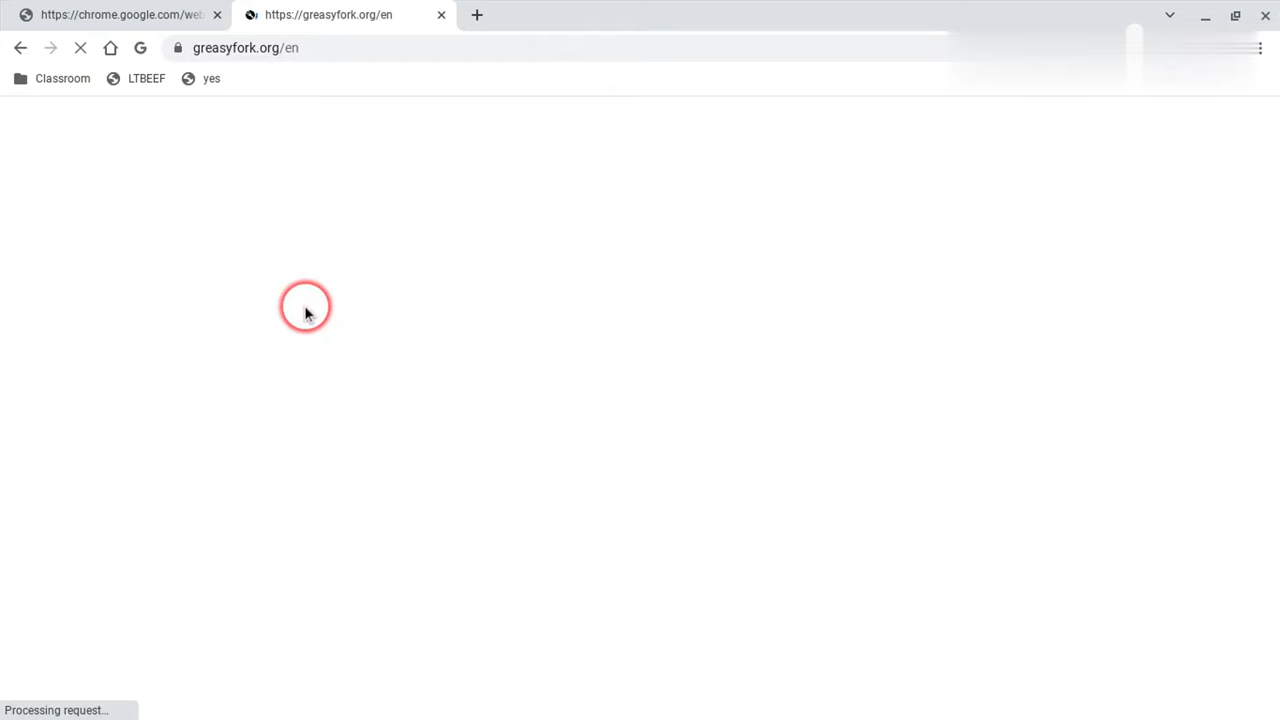 https://chrome.google.com/web
https://greasyfork.org/en
greasyfork.org/en
Classroom
LTBEEF
yes
Processing request...